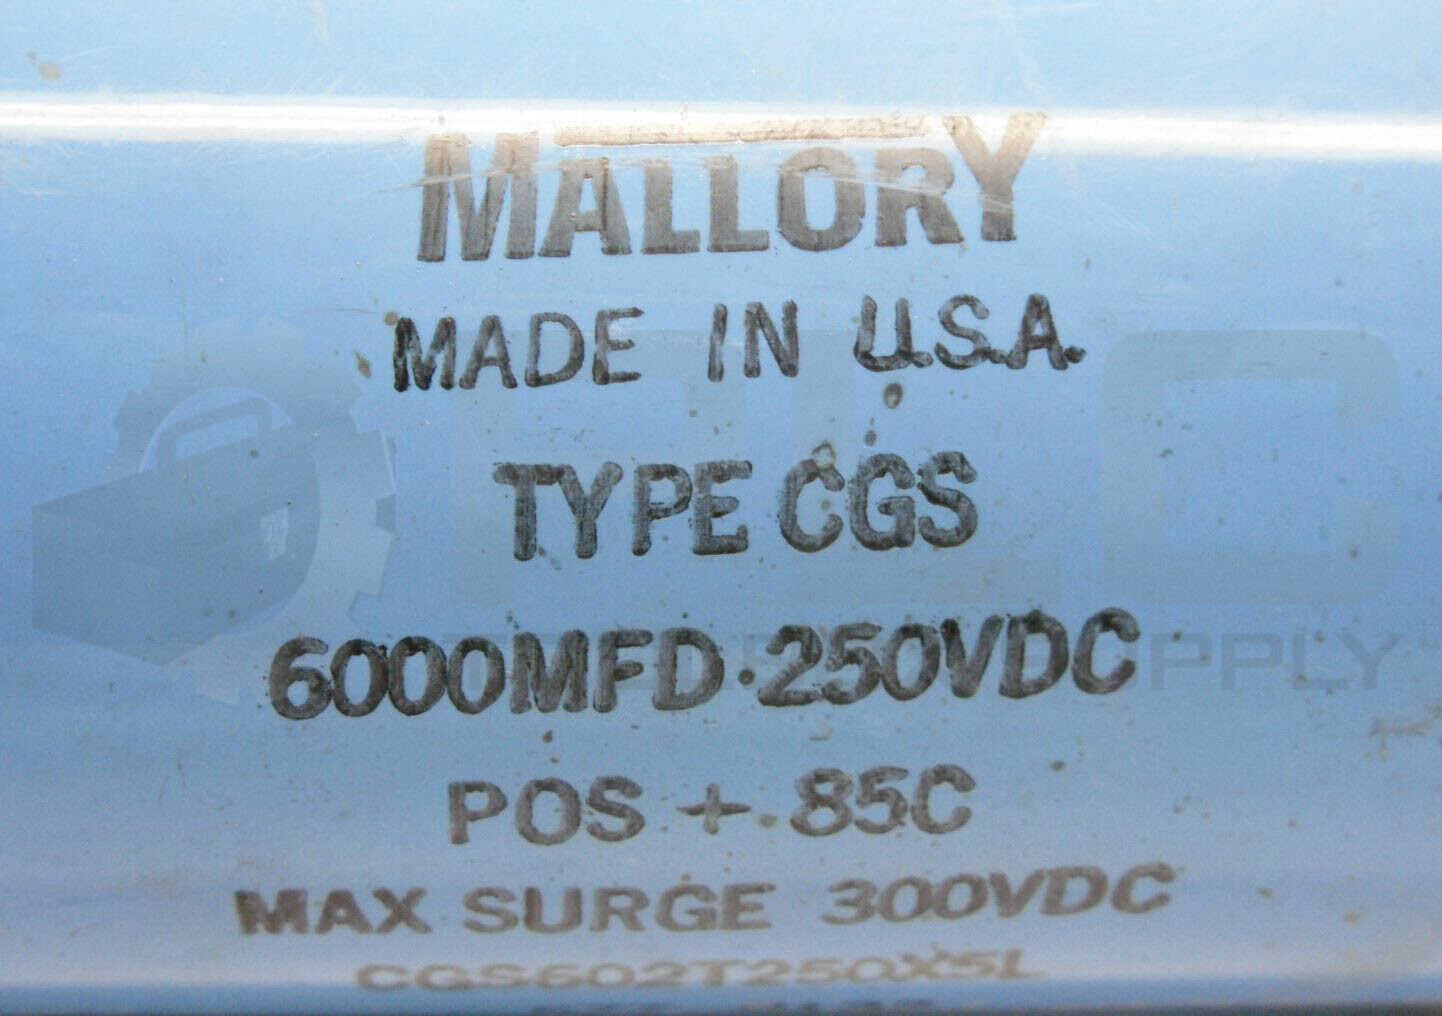 MALLORY
MADE IN U.S.A.
TYPE CGS
6000MFD·250VDC
POS +·85C
MAX SURGE 300VDC
CGS602T250X5L